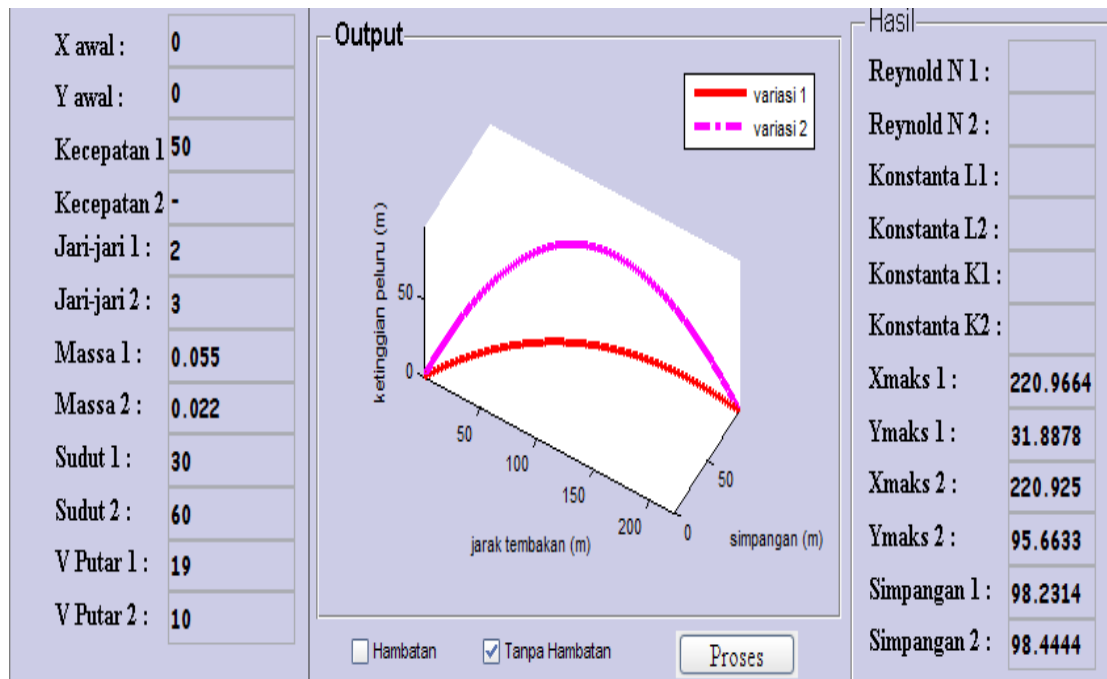 X awal : 0
Y awal : 0
Kecepatan 1 50
Kecepatan 2 -
Jari-jari 1 : 2
Jari-jari 2 : 3
Massa 1 : 0.055
Massa 2 : 0.022
Sudut 1 : 30
Sudut 2 : 60
V Putar 1 : 19
V Putar 2 : 10
Output
variasi 1
variasi 2
ketinggian peluru (m)
50
0
50
100
150
200
0
50
jarak tembakan (m)
simpangan (m)
Hambatan
Tanpa Hambatan
Proses
Hasil
Reynold N 1 :
Reynold N 2 :
Konstanta L1 :
Konstanta L2 :
Konstanta K1 :
Konstanta K2 :
Xmaks 1 : 220.9664
Ymaks 1 : 31.8878
Xmaks 2 : 220.925
Ymaks 2 : 95.6633
Simpangan 1 : 98.2314
Simpangan 2 : 98.4444